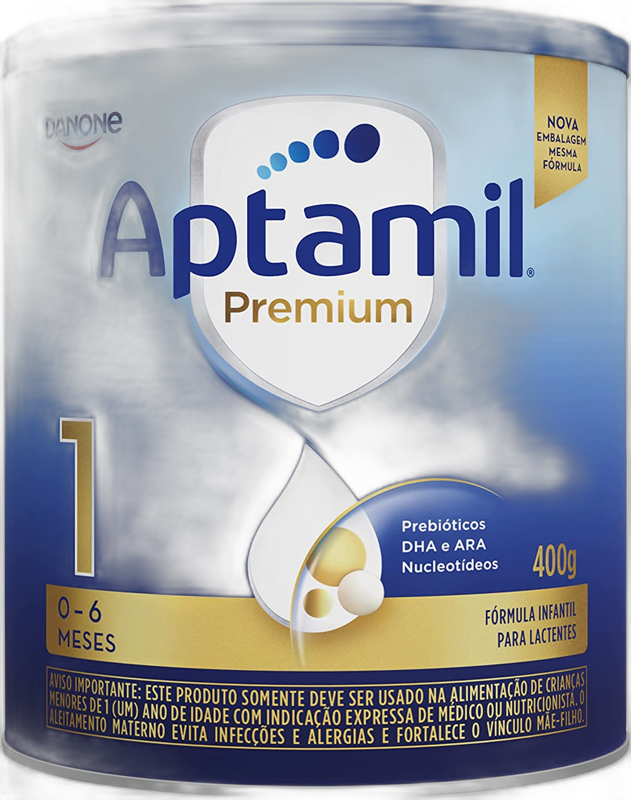 DANONE
NOVA
EMBALAGEM
MESMA
FÓRMULA
Aptamil®
Premium
1
Prebióticos
DHA e ARA
Nucleotídeos
400g
0-6
MESES
FÓRMULA INFANTIL
PARA LACTENTES
AVISO IMPORTANTE: ESTE PRODUTO SOMENTE DEVE SER USADO NA ALIMENTAÇÃO DE CRIANÇAS
MENORES DE 1 (UM) ANO DE IDADE COM INDICAÇÃO EXPRESSA DE MÉDICO OU NUTRICIONISTA. O
ALEITAMENTO MATERNO EVITA INFECÇÕES E ALERGIAS E FORTALECE O VÍNCULO MÃE-FILHO.